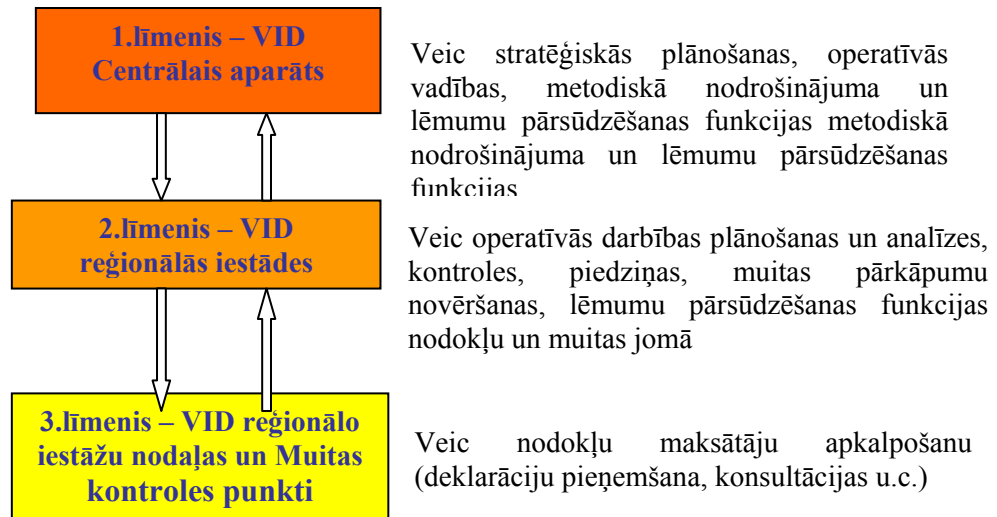 1.līmenis – VID
Centrālais aparāts
Veic stratēģiskās plānošanas, operatīvās
vadības, metodiskā nodrošinājuma un
lēmumu pārsūdzēšanas funkcijas metodiskā
nodrošinājuma un lēmumu pārsūdzēšanas
funkcijas
2.līmenis – VID
reģionālās iestādes
Veic operatīvās darbības plānošanas un analīzes,
kontroles, piedziņas, muitas pārkāpumu
novēršanas, lēmumu pārsūdzēšanas funkcijas
nodokļu un muitas jomā
3.līmenis – VID reģionālo
iestāžu nodaļas un Muitas
kontroles punkti
Veic nodokļu maksātāju apkalpošanu
(deklarāciju pieņemšana, konsultācijas u.c.)